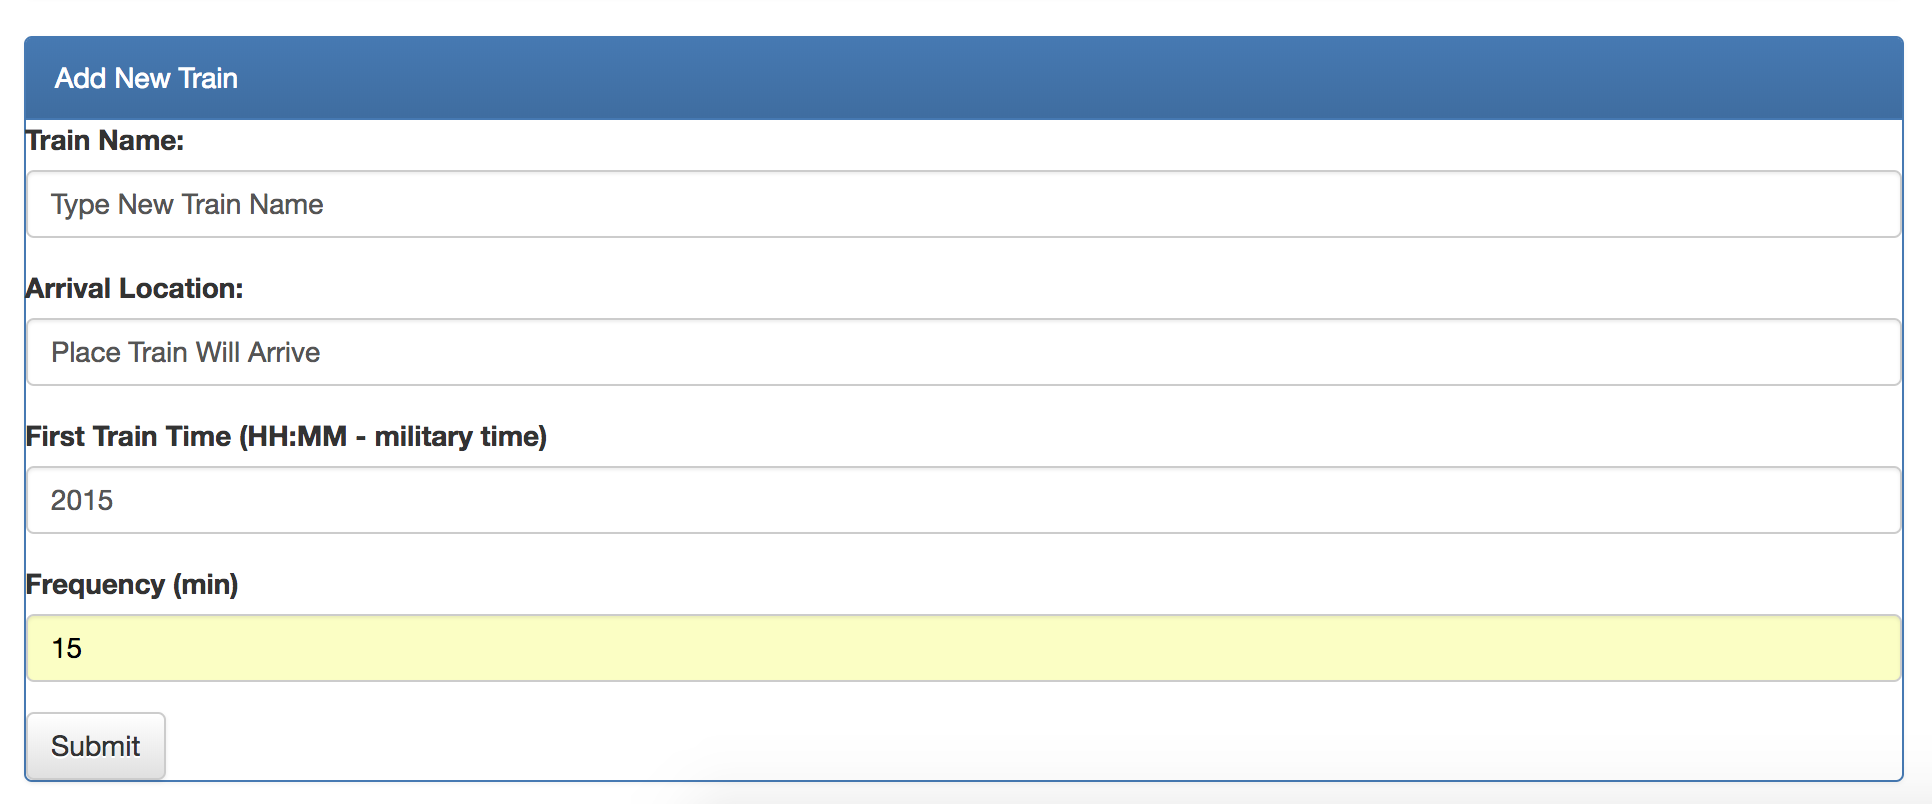 Add New Train
Train Name:
Type New Train Name
Arrival Location:
Place Train Will Arrive
First Train Time (HH:MM - military time)
2015
Frequency (min)
15
Submit